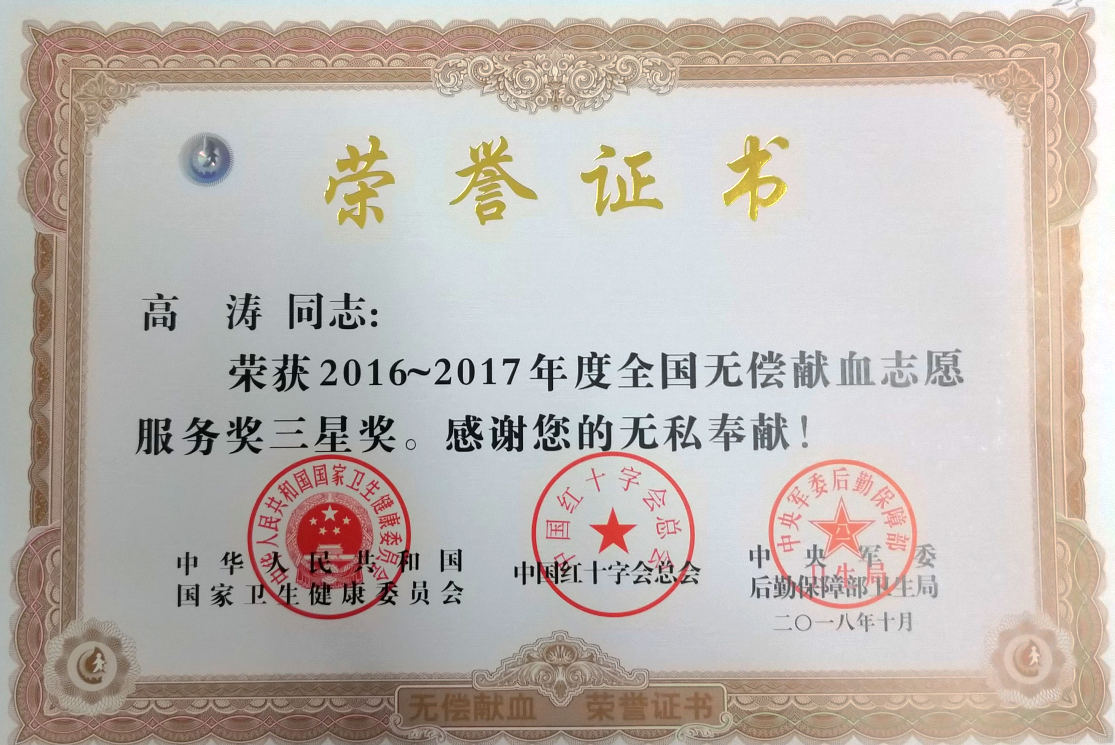 荣誉证书
高 涛 同志:
荣获2016~2017年度全国无偿献血志愿
服务奖三星奖。感谢您的无私奉献!
中华人民共和国国家卫生健康委员会
中国红十字会总会
中央军委后勤保障部
卫生局
中华人民共和国
国家卫生健康委员会
中国红十字会总会
中央军委
后勤保障部卫生局
二〇一八年十月
无偿献血 荣誉证书